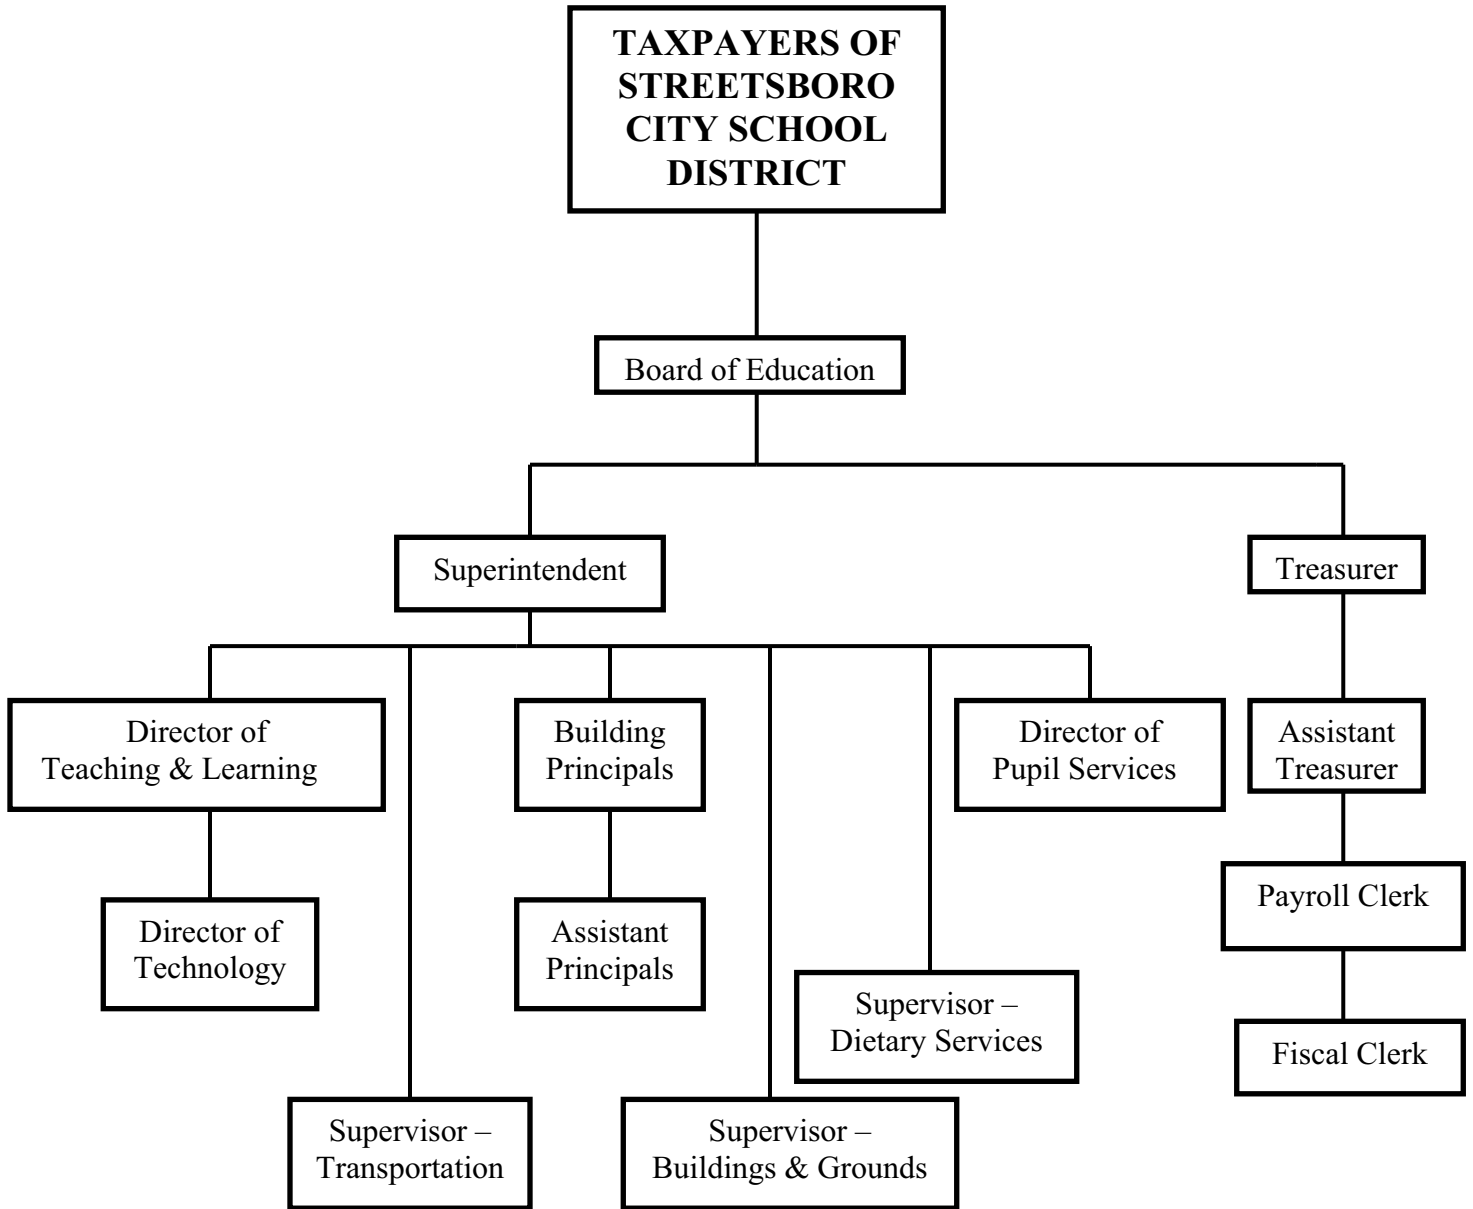 TAXPAYERS OF
STREETSBORO
CITY SCHOOL
DISTRICT
Board of Education
Superintendent
Treasurer
Director of
Teaching & Learning
Building
Principals
Director of
Pupil Services
Assistant
Treasurer
Payroll Clerk
Director of
Technology
Assistant
Principals
Supervisor –
Dietary Services
Fiscal Clerk
Supervisor –
Transportation
Supervisor –
Buildings & Grounds